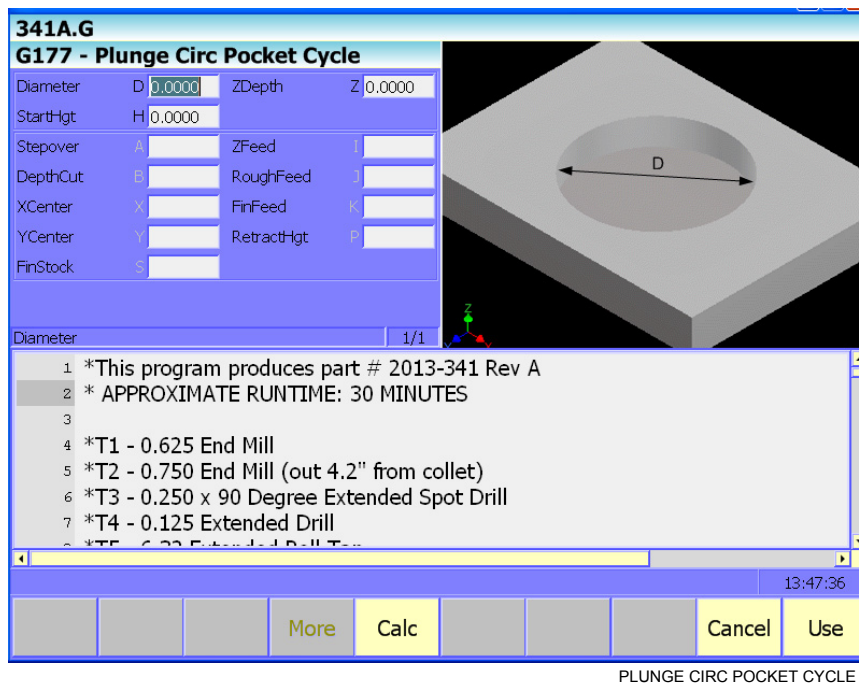 341A.G
G177 - Plunge Circ Pocket Cycle
Diameter D 0.0000 ZDepth Z 0.0000
StartHgt H 0.0000
Stepover A ZFeed I
DepthCut B RoughFeed J
XCenter X FinFeed K
YCenter Y RetractHgt P
FinStock S
D
Z
Diameter 1/1
1 *This program produces part # 2013-341 Rev A
2 * APPROXIMATE RUNTIME: 30 MINUTES
3
4 *T1 - 0.625 End Mill
5 *T2 - 0.750 End Mill (out 4.2" from collet)
6 *T3 - 0.250 x 90 Degree Extended Spot Drill
7 *T4 - 0.125 Extended Drill
13:47:36
More Calc Cancel Use
PLUNGE CIRC POCKET CYCLE